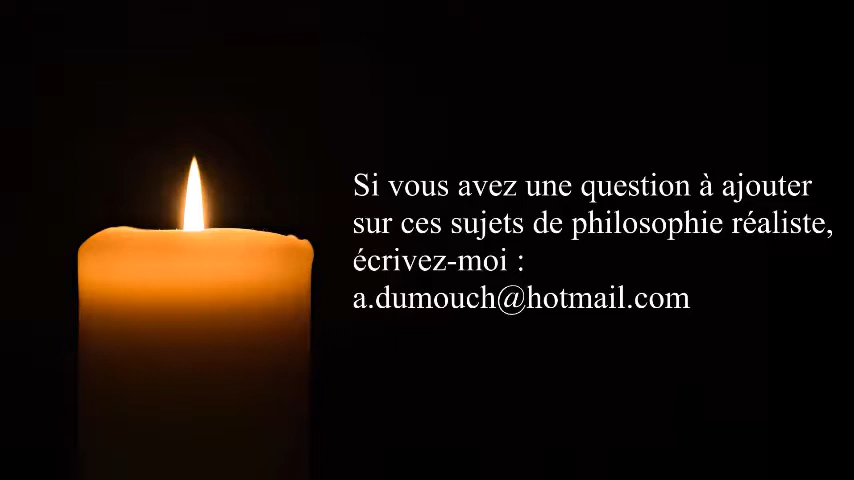 Si vous avez une question à ajouter
sur ces sujets de philosophie réaliste,
écrivez-moi :
a.dumouch@hotmail.com